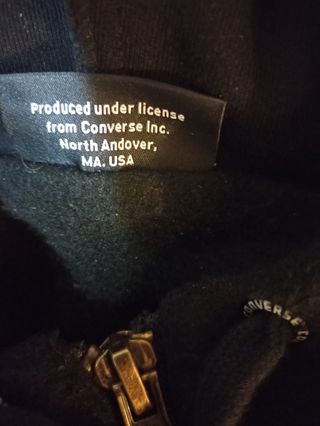 Produced under license
from Converse Inc.
North Andover,
MA. USA
CONVERSE